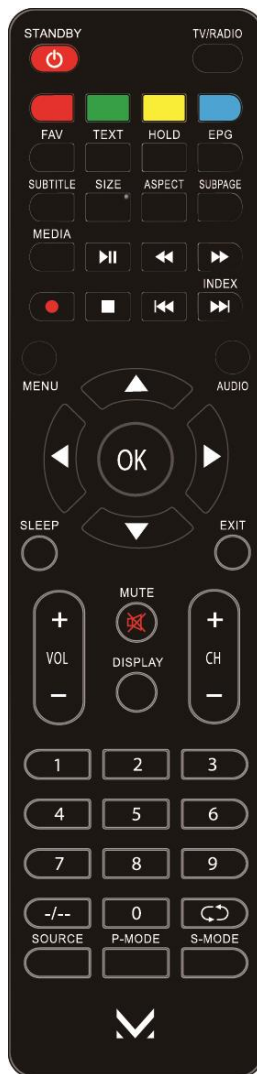 STANDBY TV/RADIO
FAV TEXT HOLD EPG
SUBTITLE SIZE ASPECT SUBPAGE
MEDIA
INDEX
MENU AUDIO
OK
SLEEP EXIT
MUTE
+ +
VOL DISPLAY CH
- -
1 2 3
4 5 6
7 8 9
-/-- 0
SOURCE P-MODE S-MODE